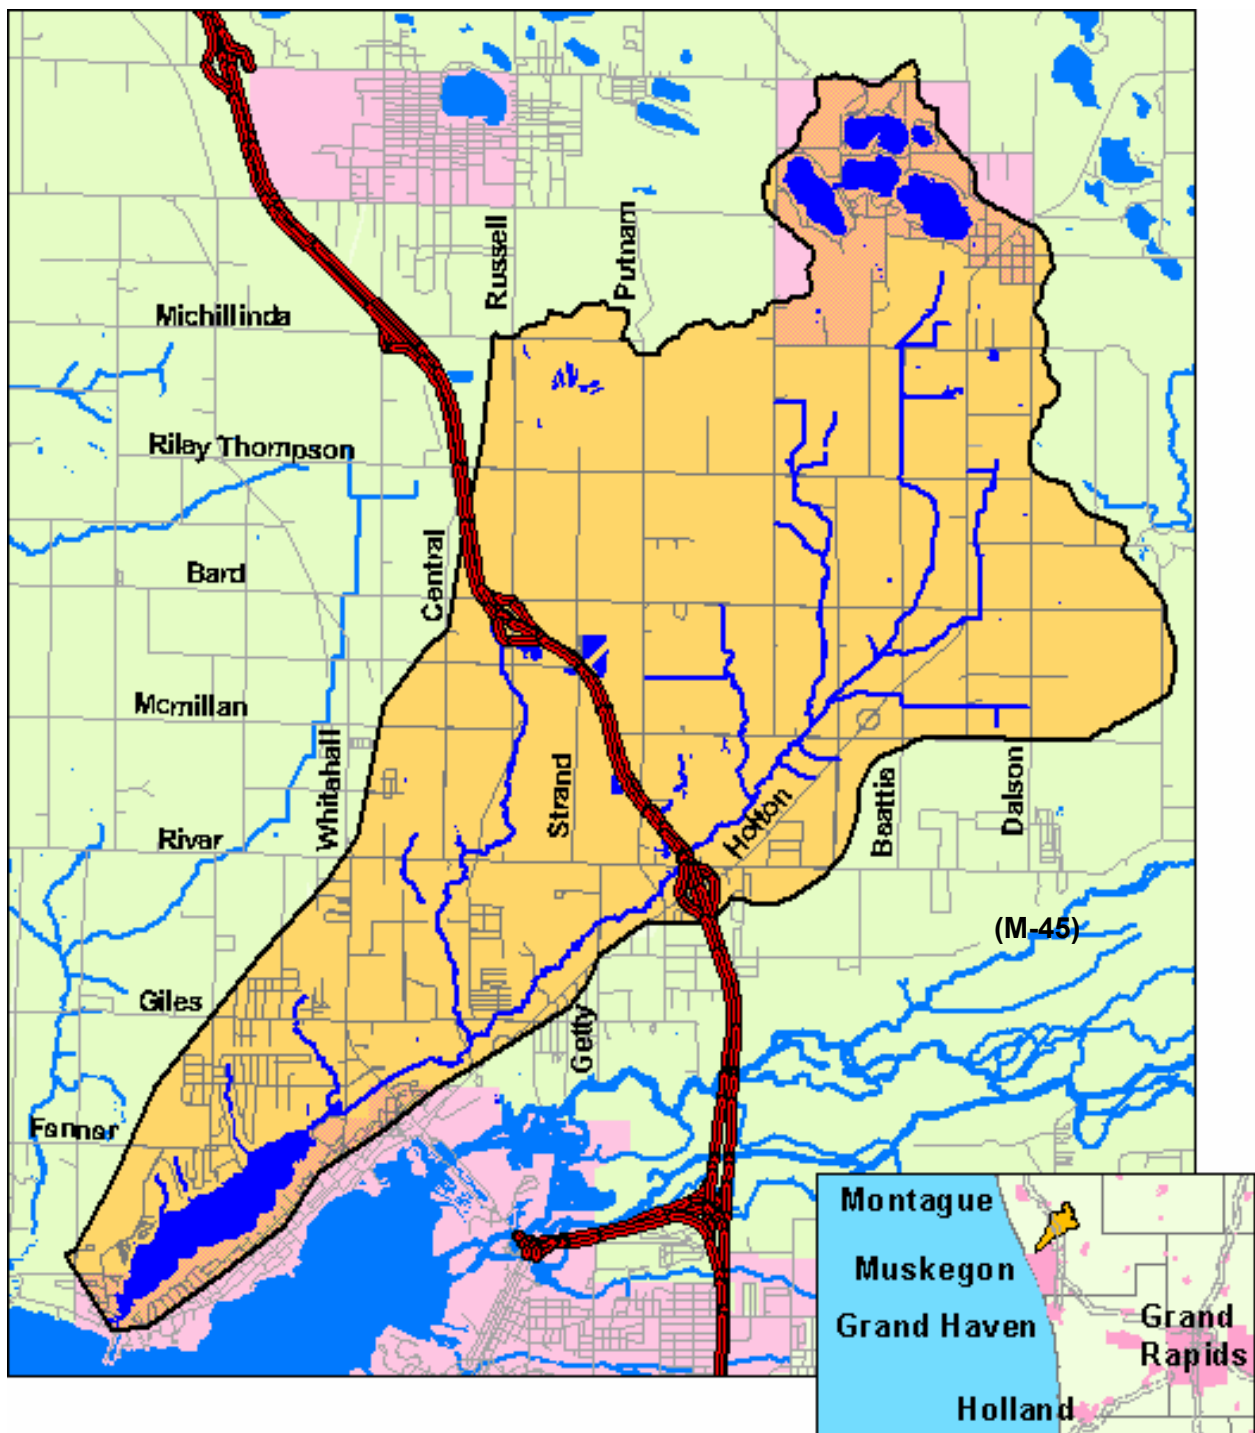 Russell
Putnam
Michillinda
Riley Thompson
Central
Bard
Mcmillan
Whitehall
Strand
Holton
Beattie
Dalson
River
(M-45)
Giles
Getty
Fenner
Montague
Muskegon
Grand Haven
Grand
Rapids
Holland